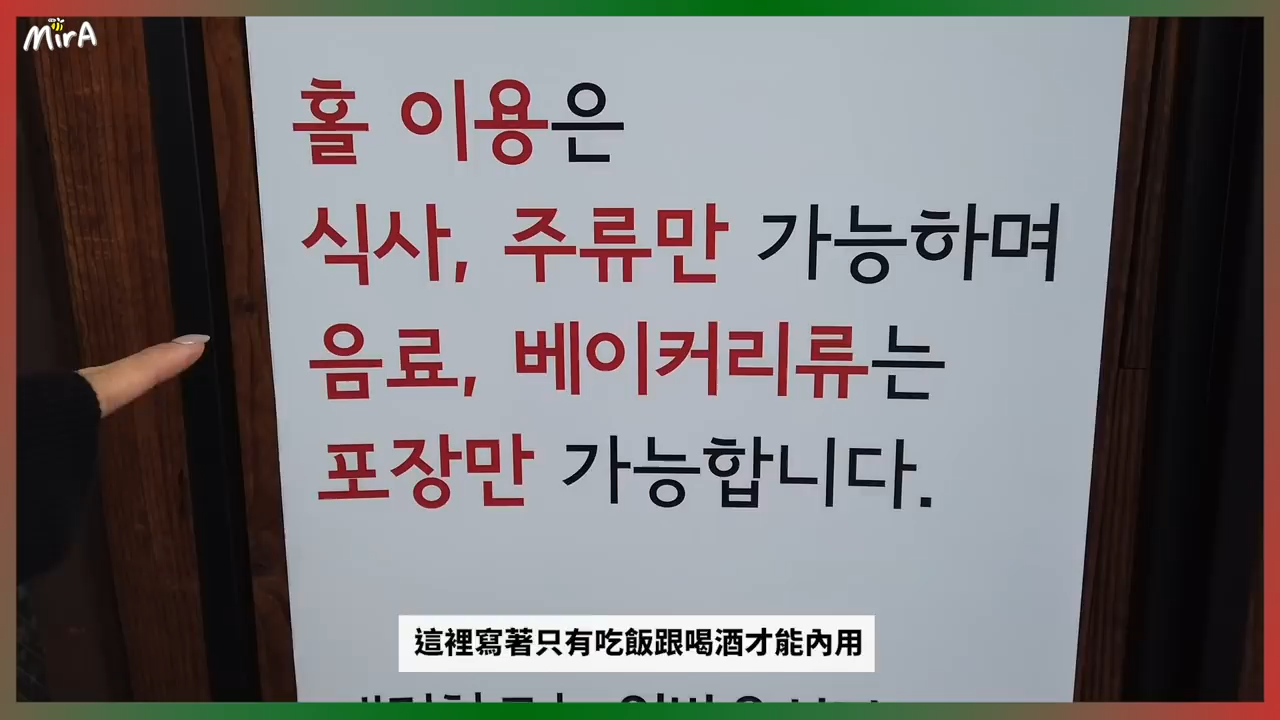 MirA
홀 이용은
식사, 주류만 가능하며
음료, 베이커리류는
포장만 가능합니다.
這裡寫著只有吃飯跟喝酒才能內用